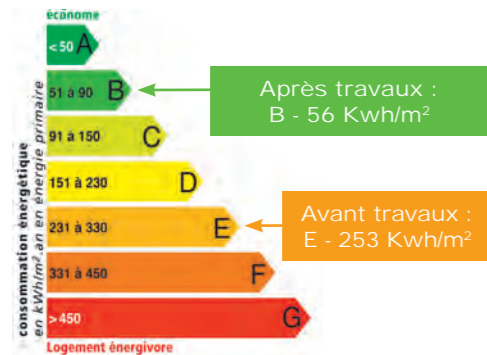 économe
< 50 A
51 à 90 B
Après travaux :
B - 56 Kwh/m²
91 à 150 C
151 à 230 D
231 à 330 E
Avant travaux :
E - 253 Kwh/m²
331 à 450 F
> 450 G
Logement énergivore
consommation énergétique
en kWh/m².an en énergie primaire